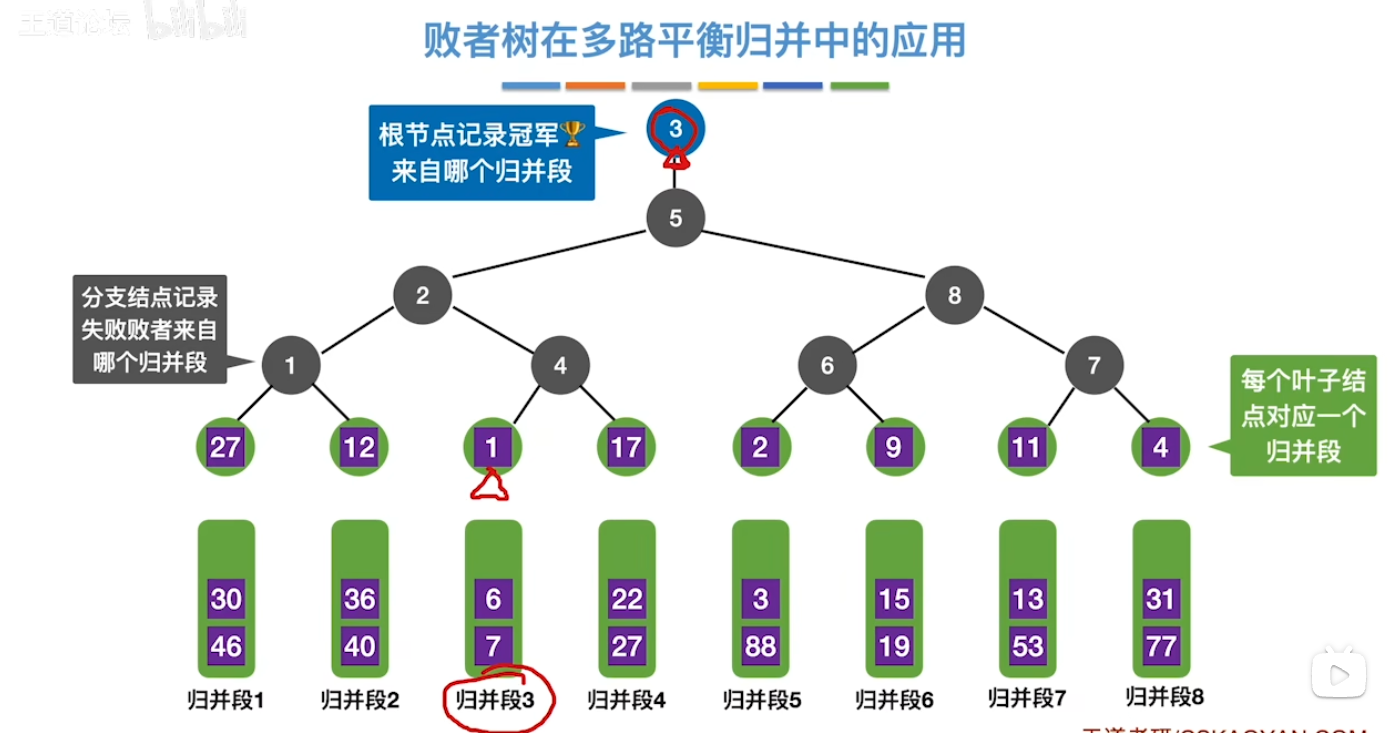 王道论坛 bilibili
败者树在多路平衡归并中的应用
根节点记录冠军🏆
来自哪个归并段
3
5
分支结点记录
失败败者来自
哪个归并段
2 8
1 4 6 7
每个叶子结
点对应一个
归并段
27 12 1 17 2 9 11 4
30 36 6 22 3 15 13 31
46 40 7 27 88 19 53 77
归并段1 归并段2 归并段3 归并段4 归并段5 归并段6 归并段7 归并段8